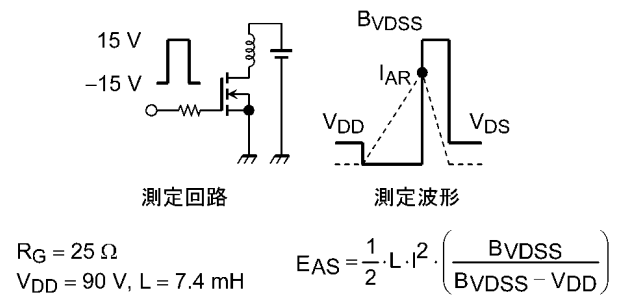 15 V
−15 V
測定回路
BVDSS
IAR
VDD
VDS
測定波形
RG = 25 Ω
VDD = 90 V, L = 7.4 mH
EAS = 1/2·L·I²·(BVDSS/(BVDSS − VDD))